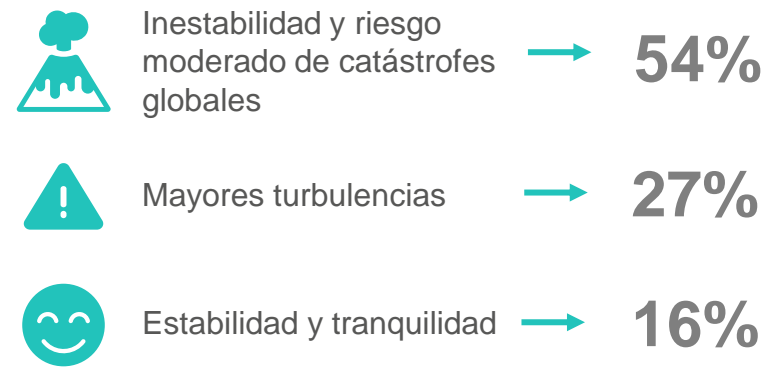 Inestabilidad y riesgo
moderado de catástrofes
globales
54%
Mayores turbulencias
27%
Estabilidad y tranquilidad
16%